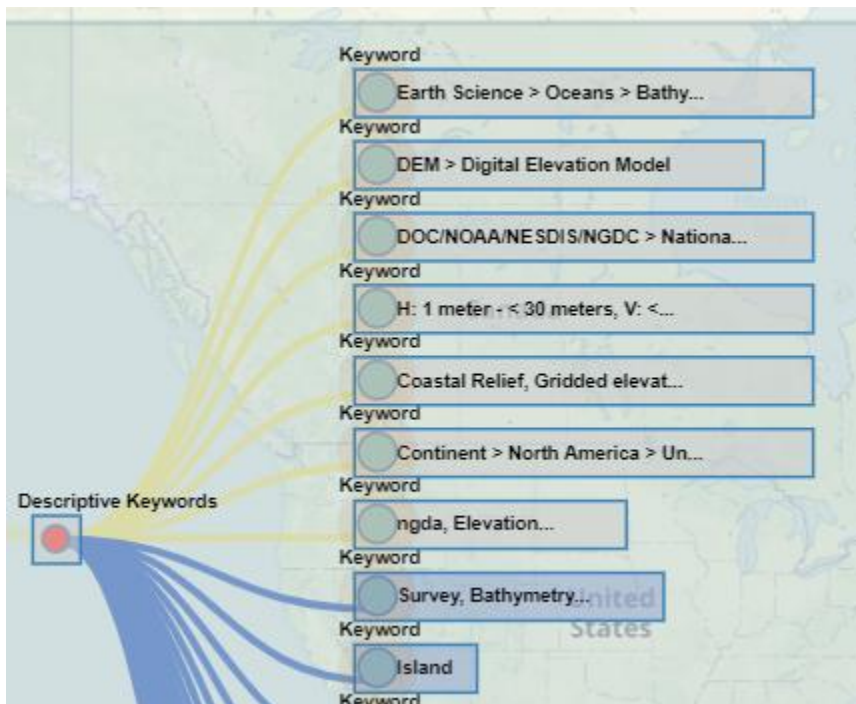 Keyword
Earth Science > Oceans > Bathy...
Keyword
DEM > Digital Elevation Model
Keyword
DOC/NOAA/NESDIS/NGDC > Nationa...
Keyword
H: 1 meter - < 30 meters, V: <...
Keyword
Coastal Relief, Gridded elevat...
Keyword
Continent > North America > Un...
Keyword
Descriptive Keywords
ngda, Elevation...
Keyword
Survey, Bathymetry...
United
States
Keyword
Island
Keyword